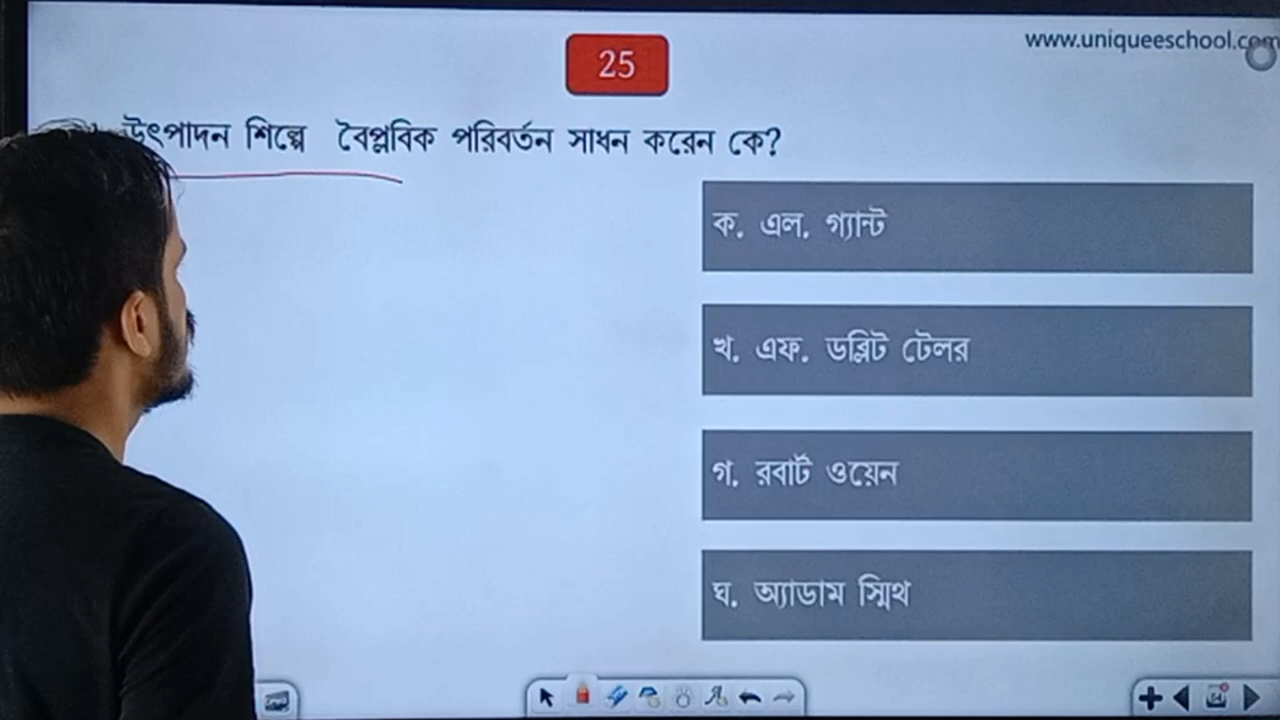 www.uniqueeschool.com
25
উৎপাদন শিল্পে বৈপ্লবিক পরিবর্তন সাধন করেন কে?
ক. এল. গ্যান্ট
খ. এফ. ডব্লিট টেলর
গ. রবার্ট ওয়েন
ঘ. অ্যাডাম স্মিথ